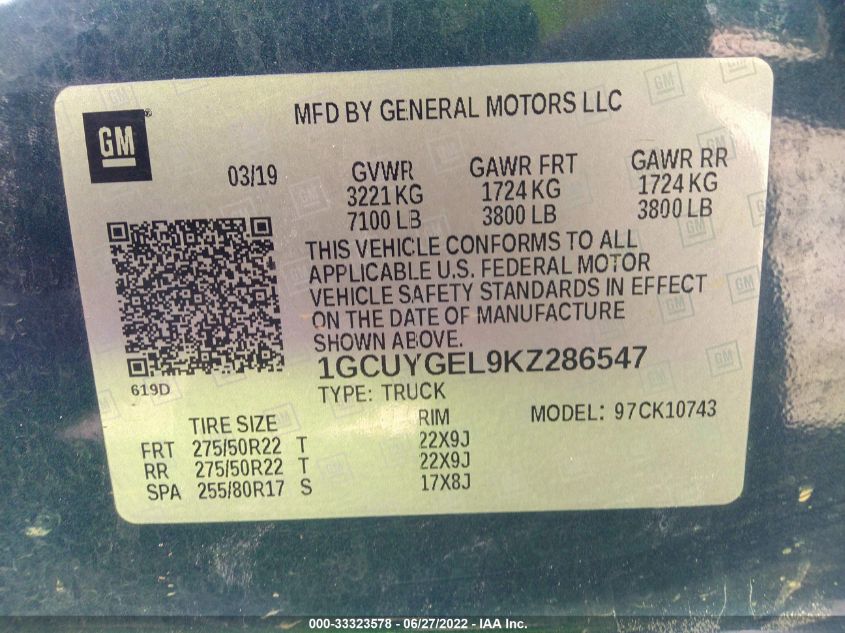 GM
®
MFD BY GENERAL MOTORS LLC
03/19
GVWR GAWR FRT GAWR RR
3221 KG 1724 KG 1724 KG
7100 LB 3800 LB 3800 LB
THIS VEHICLE CONFORMS TO ALL
APPLICABLE U.S. FEDERAL MOTOR
VEHICLE SAFETY STANDARDS IN EFFECT
ON THE DATE OF MANUFACTURE
SHOWN ABOVE.
1GCUYGEL9KZ286547
619D
TYPE: TRUCK
TIRE SIZE RIM MODEL: 97CK10743
FRT 275/50R22 T 22X9J
RR 275/50R22 T 22X9J
SPA 255/80R17 S 17X8J
000-33323578 - 06/27/2022 - IAA Inc.